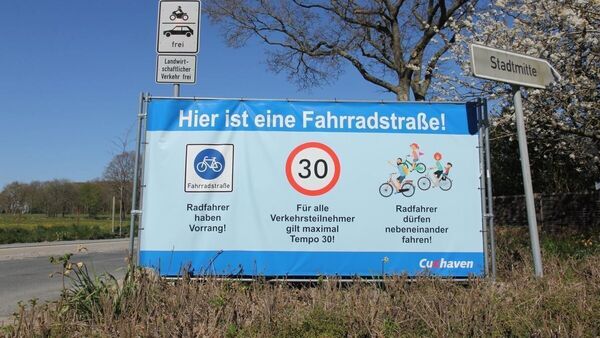 frei
Landwirt-
schaftlicher
Verkehr frei
Stadtmitte
Hier ist eine Fahrradstraße!
Fahrradstraße
Radfahrer
haben
Vorrang!
30
Für alle
Verkehrsteilnehmer
gilt maximal
Tempo 30!
Radfahrer
dürfen
nebeneinander
fahren!
Cuxhaven